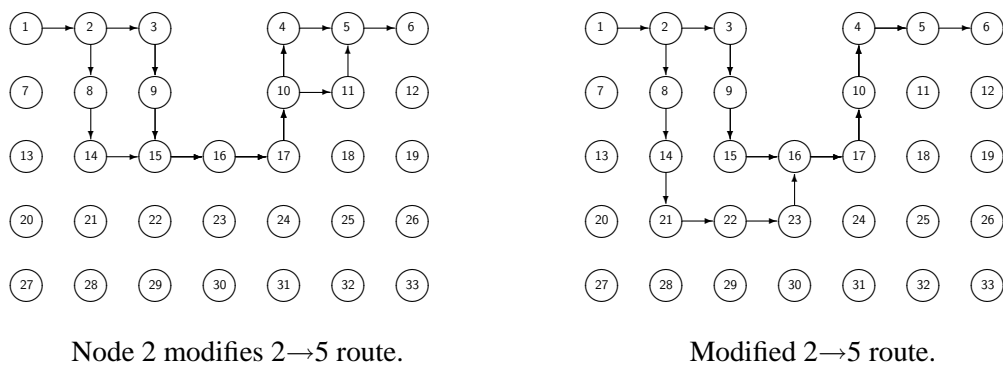 1 2 3 4 5 6 1 2 3 4 5 6
7 8 9 10 11 12 7 8 9 10 11 12
13 14 15 16 17 18 19 13 14 15 16 17 18 19
20 21 22 23 24 25 26 20 21 22 23 24 25 26
27 28 29 30 31 32 33 27 28 29 30 31 32 33
Node 2 modifies 2→5 route. Modified 2→5 route.